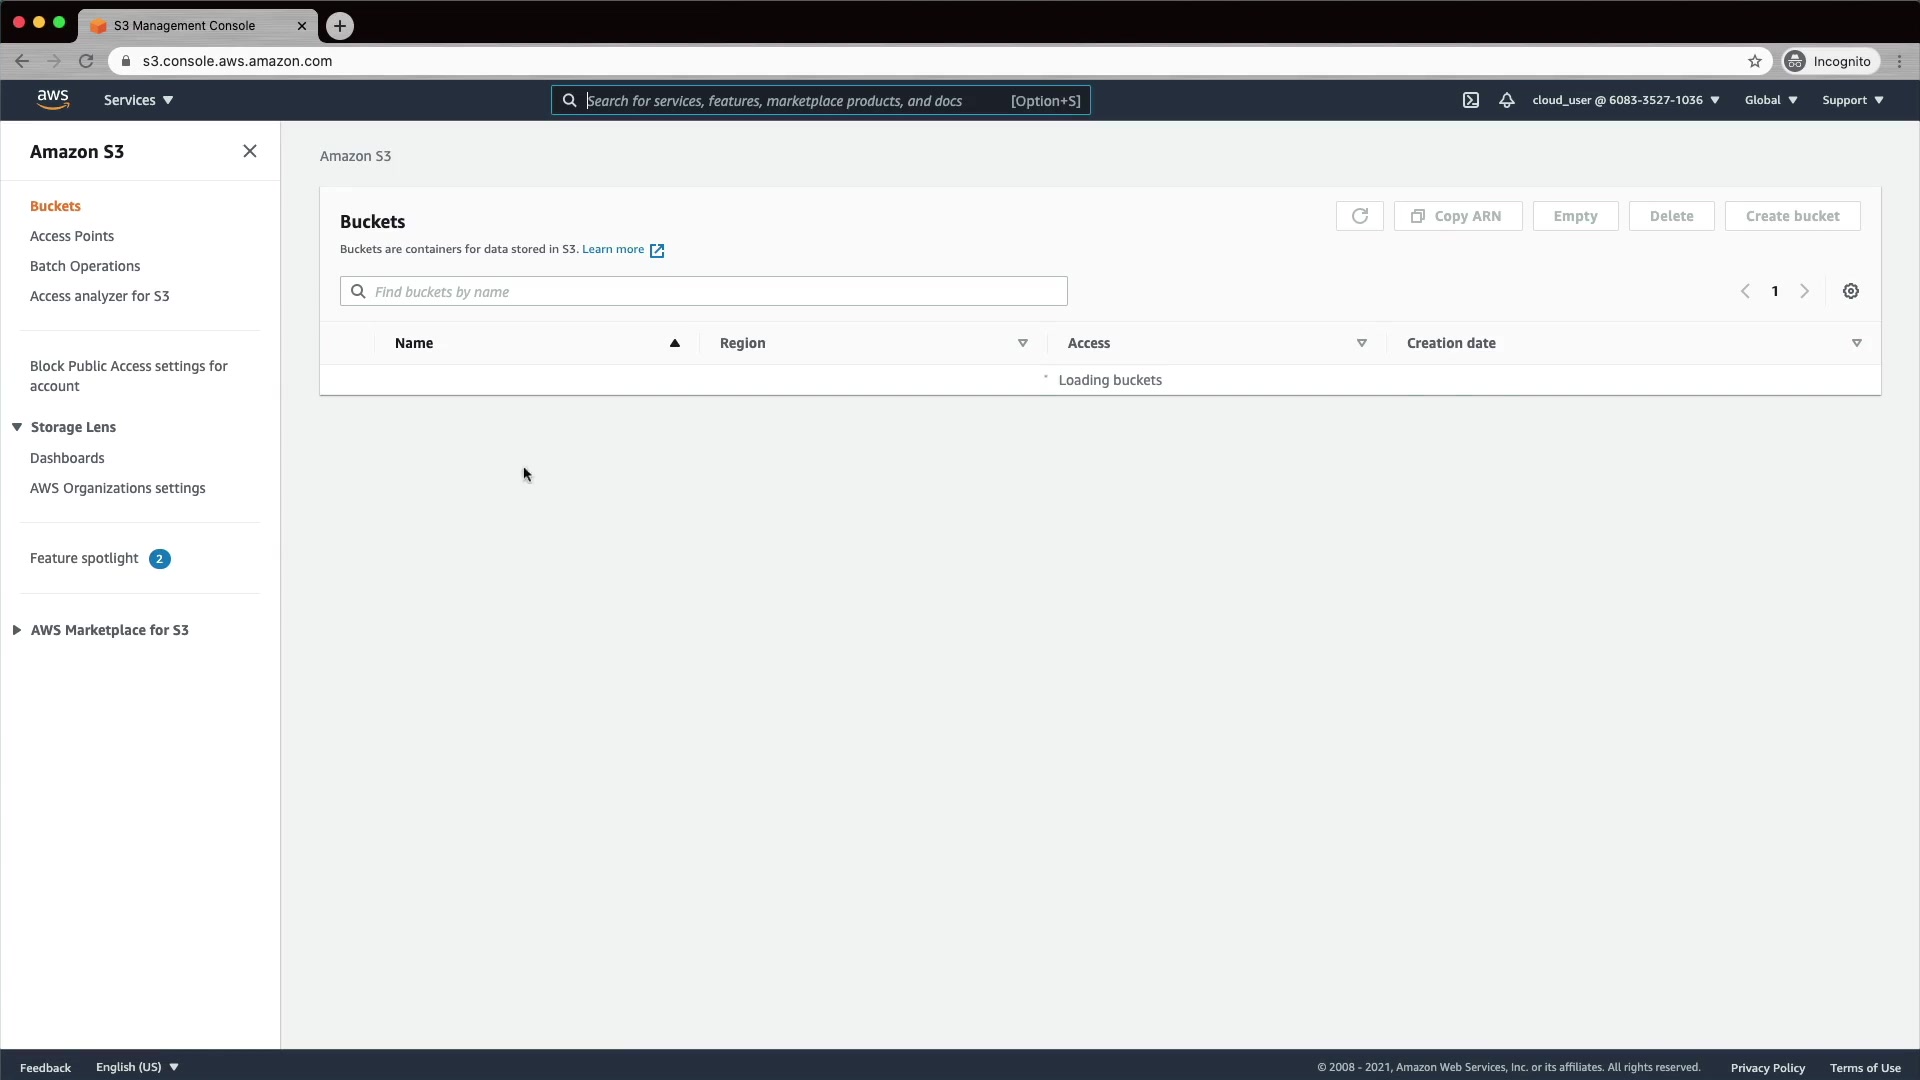 S3 Management Console
s3.console.aws.amazon.com
Incognito
aws
Services
Search for services, features, marketplace products, and docs
[Option+S]
cloud_user @ 6083-3527-1036
Global
Support
Amazon S3
Buckets
Access Points
Batch Operations
Access analyzer for S3
Block Public Access settings for
account
Storage Lens
Dashboards
AWS Organizations settings
Feature spotlight 2
AWS Marketplace for S3
Amazon S3
Buckets
Copy ARN
Empty
Delete
Create bucket
Buckets are containers for data stored in S3. Learn more
Find buckets by name
1
Name
Region
Access
Creation date
Loading buckets
Feedback
English (US)
© 2008 - 2021, Amazon Web Services, Inc. or its affiliates. All rights reserved.
Privacy Policy
Terms of Use